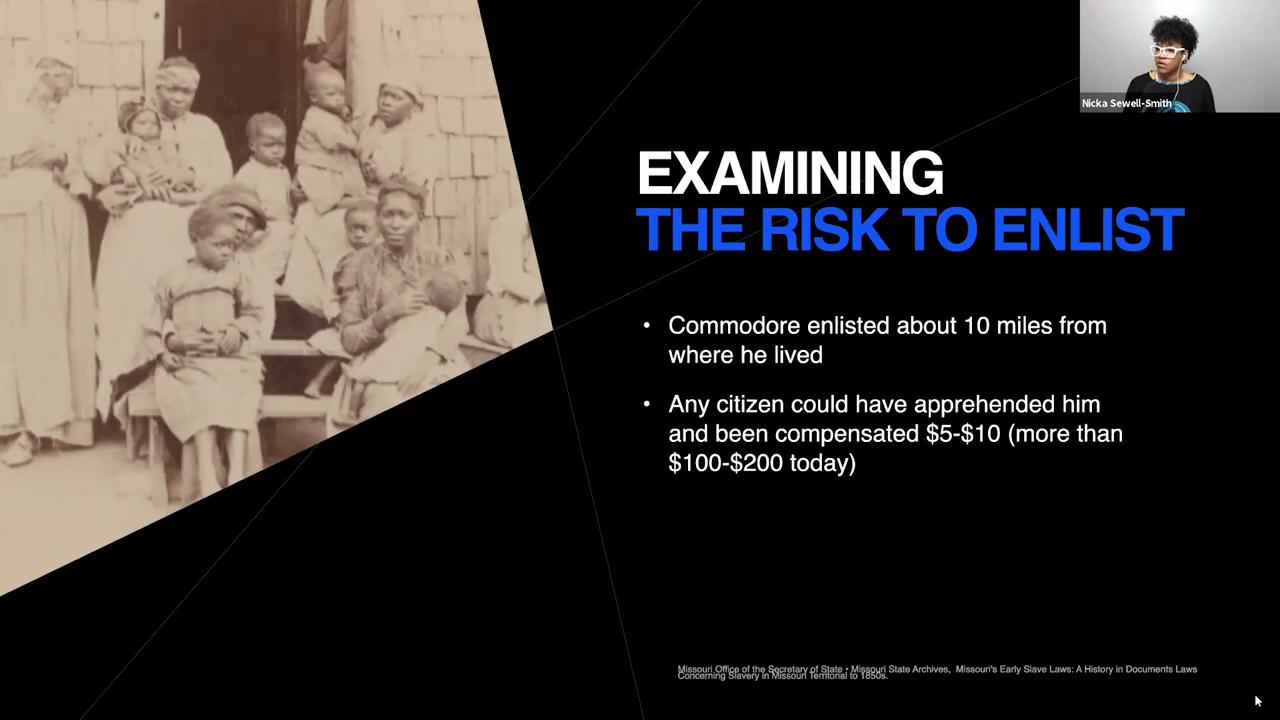 Nicka Sewell-Smith
EXAMINING
THE RISK TO ENLIST
• Commodore enlisted about 10 miles from
where he lived
• Any citizen could have apprehended him
and been compensated $5-$10 (more than
$100-$200 today)
Missouri Office of the Secretary of State • Missouri State Archives, Missouri's Early Slave Laws: A History in Documents Laws
Concerning Slavery in Missouri Territorial to 1850s.